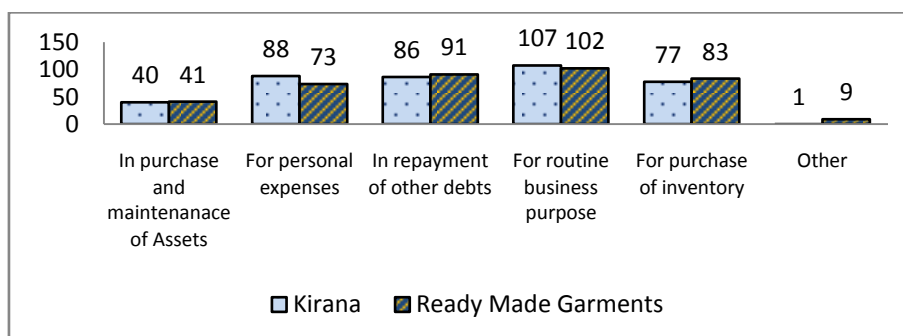 150
100
50
0
40 41
88 73
86 91
107 102
77 83
1 9
In purchase
and
maintenanace
of Assets
For personal
expenses
In repayment
of other debts
For routine
business
purpose
For purchase
of inventory
Other
Kirana Ready Made Garments